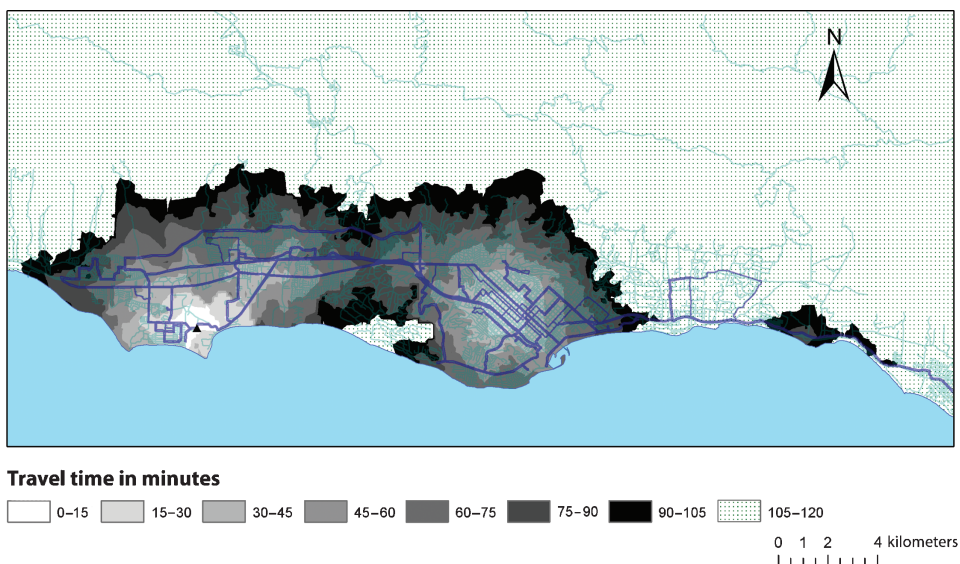 N
Travel time in minutes
0–15 15–30 30–45 45–60 60–75 75–90 90–105 105–120
0 1 2 4 kilometers